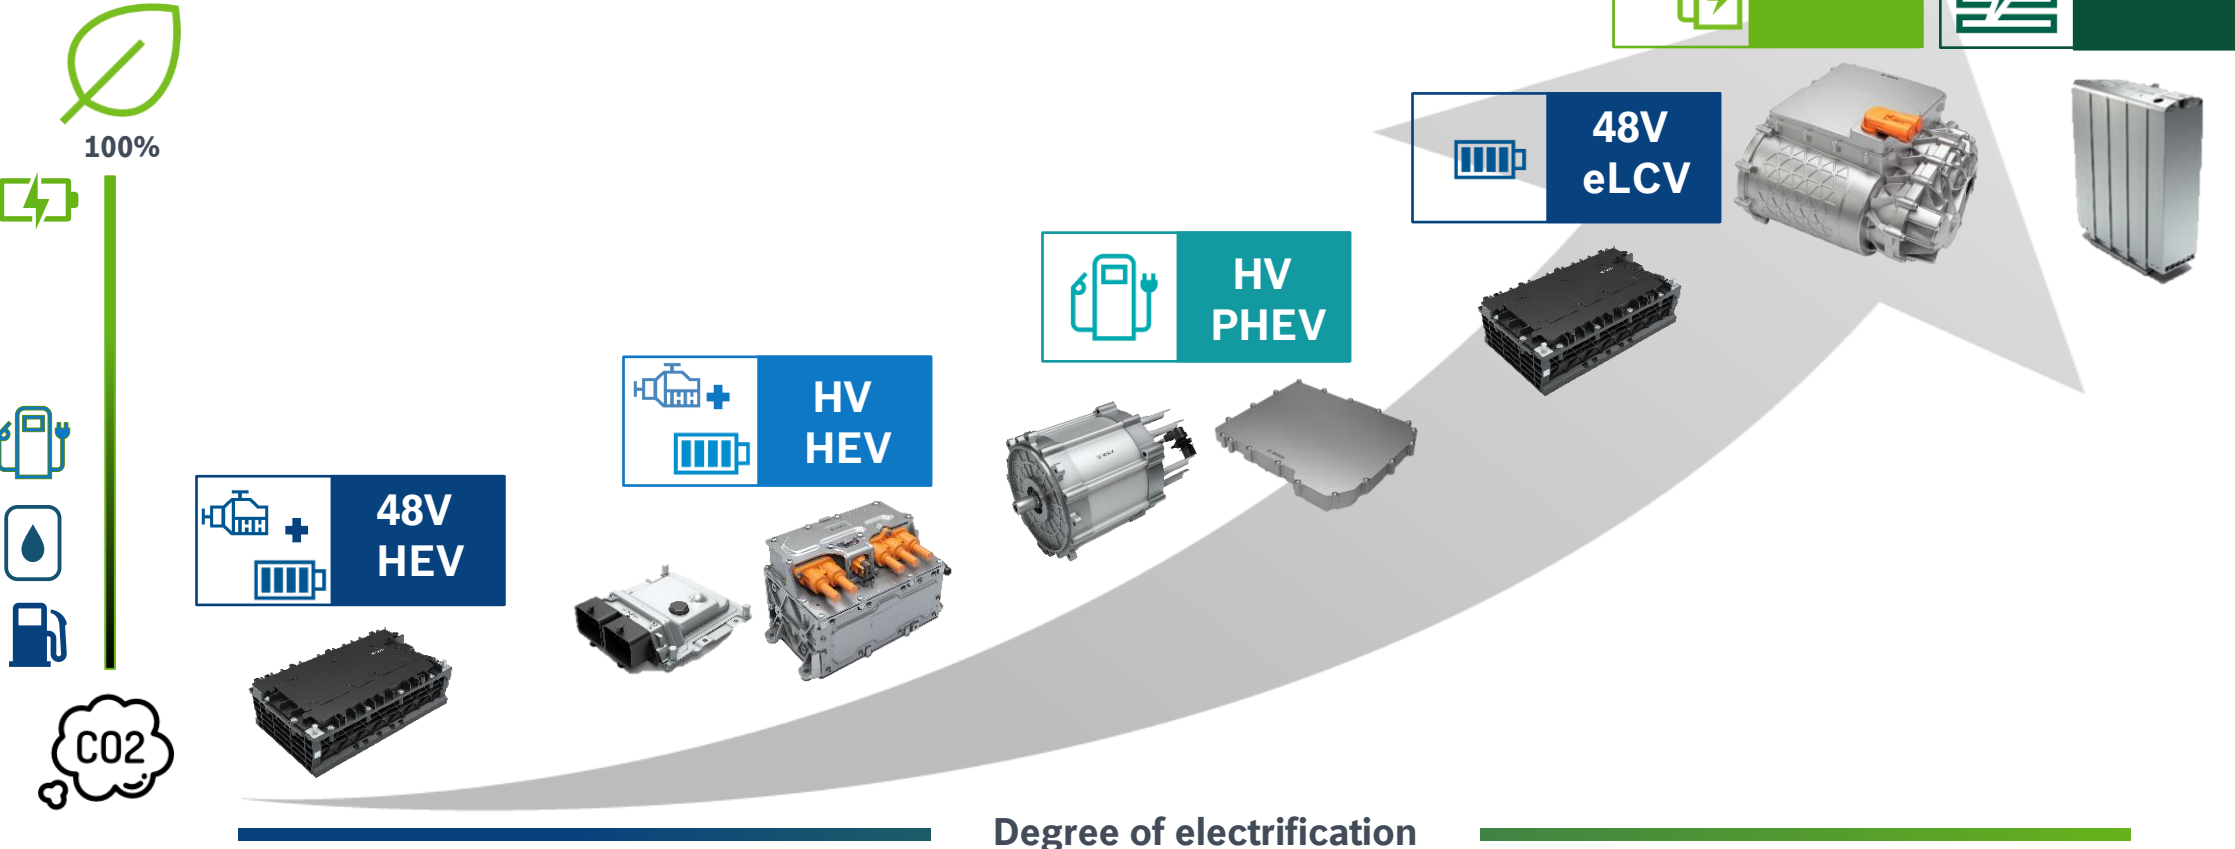 100%
CO2
48V
HEV
HV
HEV
HV
PHEV
48V
eLCV
Degree of electrification